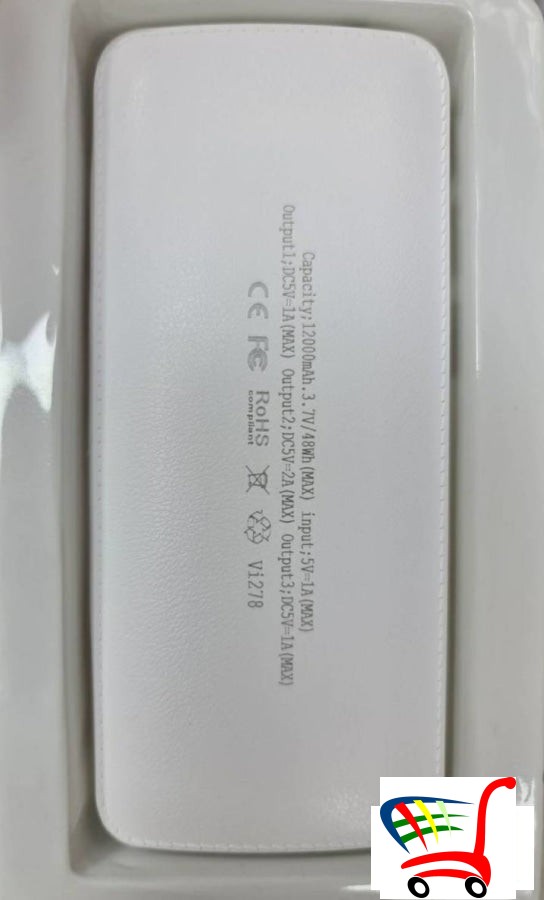 Capacity;12000mAh.3.7V/48Wh(MAX) input;5V=1A(MAX)
Output1;DC5V=1A(MAX) Output2;DC5V=2A(MAX) Output3;DC5V=1A(MAX)
CE FC RoHS compliant Vi278